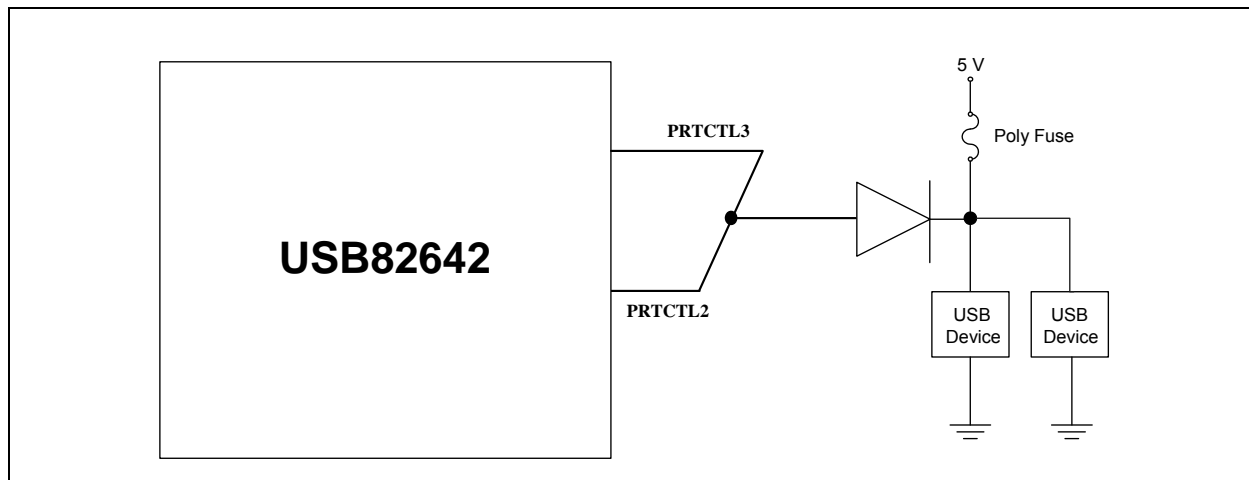 5 V
PRTCTL3
Poly Fuse
USB82642
PRTCTL2
USB
Device
USB
Device